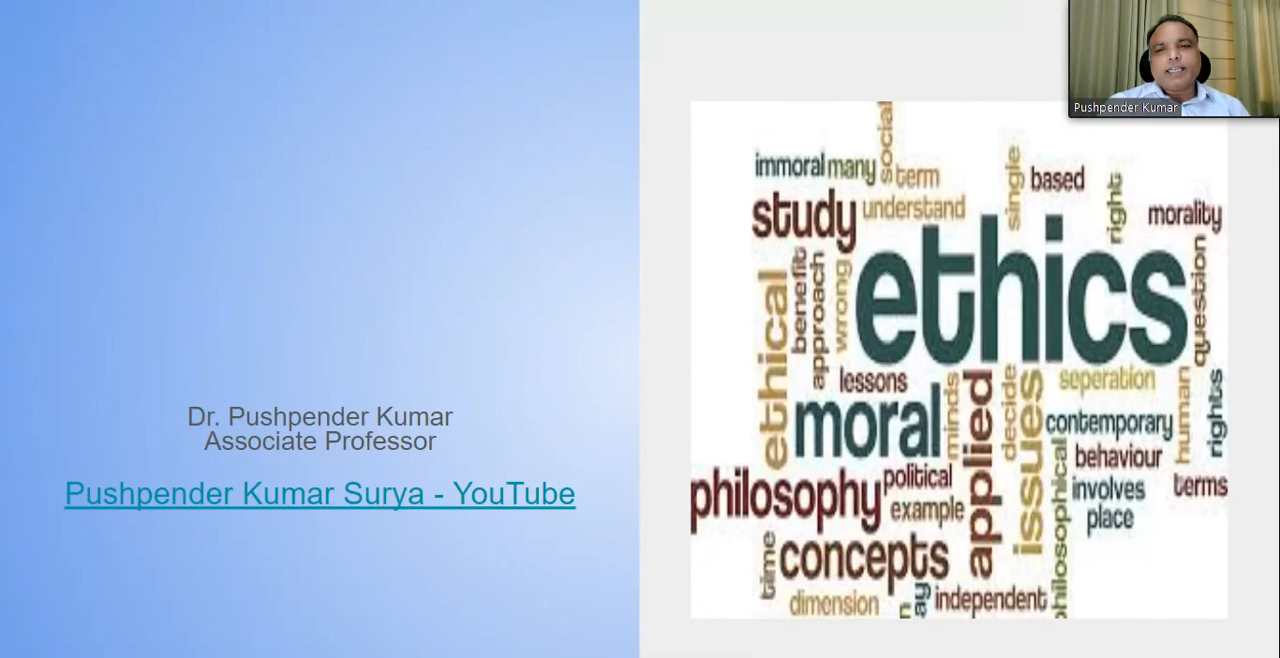 Dr. Pushpender Kumar
Associate Professor
Pushpender Kumar Surya - YouTube
Pushpender Kumar
social
immoral many
term
single
based
right
morality
study
understand
ethics
question
ethical
benefit
approach
wrong
lessons
moral
minds
applied
decide
issues
seperation
contemporary
human
rights
behaviour
philosophy
political
example
philosophical
involves
terms
place
time
concepts
dimension
independent